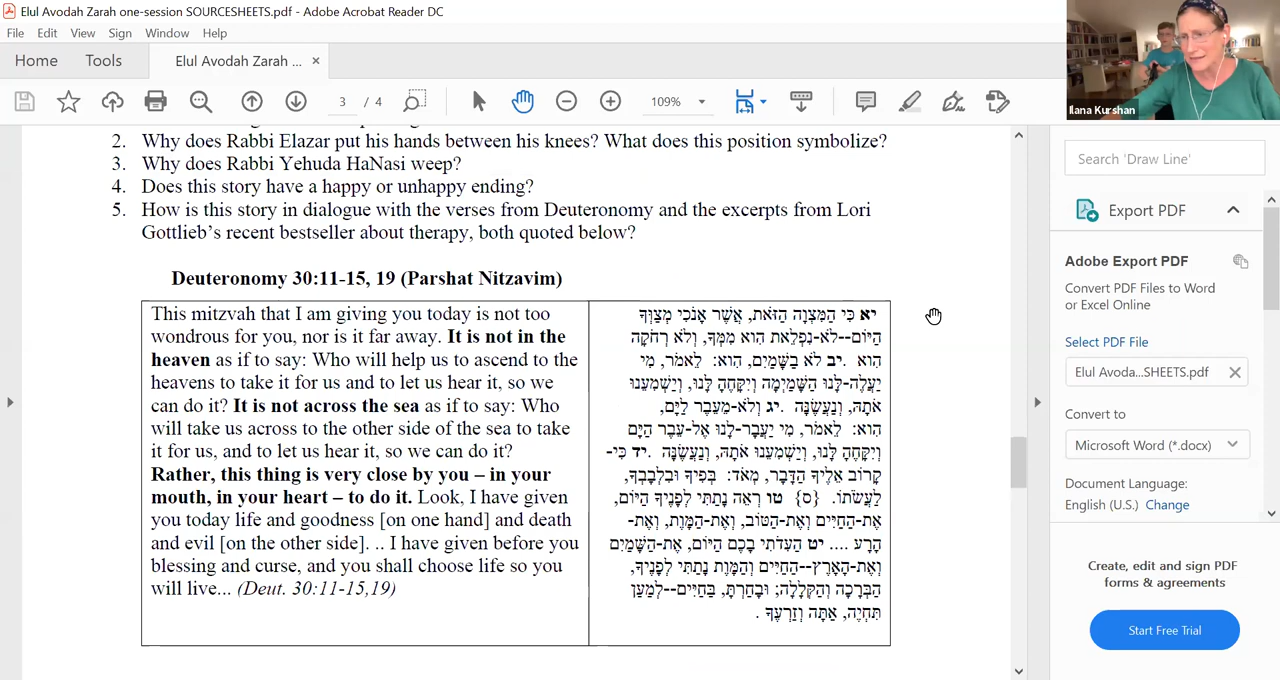 Elul Avodah Zarah one-session SOURCESHEETS.pdf - Adobe Acrobat Reader DC
File Edit View Sign Window Help
Home Tools Elul Avodah Zarah ... ×
3 / 4 109%
Ilana Kurshan
2. Why does Rabbi Elazar put his hands between his knees? What does this position symbolize?
3. Why does Rabbi Yehuda HaNasi weep?
4. Does this story have a happy or unhappy ending?
5. How is this story in dialogue with the verses from Deuteronomy and the excerpts from Lori
Gottlieb's recent bestseller about therapy, both quoted below?
Deuteronomy 30:11-15, 19 (Parshat Nitzavim)
This mitzvah that I am giving you today is not too
wondrous for you, nor is it far away. It is not in the
heaven as if to say: Who will help us to ascend to the
heavens to take it for us and to let us hear it, so we
can do it? It is not across the sea as if to say: Who
will take us across to the other side of the sea to take
it for us, and to let us hear it, so we can do it?
Rather, this thing is very close by you – in your
mouth, in your heart – to do it. Look, I have given
you today life and goodness [on one hand] and death
and evil [on the other side]. .. I have given before you
blessing and curse, and you shall choose life so you
will live... (Deut. 30:11-15,19)
יא כִּי הַמִּצְוָה הַזֹּאת, אֲשֶׁר אָנֹכִי מְצַוְּךָ
הַיּוֹם--לֹא-נִפְלֵאת הִוא מִמְּךָ, וְלֹא רְחֹקָה
הִוא. יב לֹא בַשָּׁמַיִם, הִוא: לֵאמֹר, מִי
יַעֲלֶה-לָּנוּ הַשָּׁמַיְמָה וְיִקָּחֶהָ לָּנוּ, וְיַשְׁמִעֵנוּ
אֹתָהּ, וְנַעֲשֶׂנָּה. יג וְלֹא-מֵעֵבֶר לַיָּם,
הִוא: לֵאמֹר, מִי יַעֲבָר-לָנוּ אֶל-עֵבֶר הַיָּם
וְיִקָּחֶהָ לָּנוּ, וְיַשְׁמִעֵנוּ אֹתָהּ, וְנַעֲשֶׂנָּה. יד כִּי-
קָרוֹב אֵלֶיךָ הַדָּבָר, מְאֹד: בְּפִיךָ וּבִלְבָבְךָ,
לַעֲשֹׂתוֹ. {ס} טו רְאֵה נָתַתִּי לְפָנֶיךָ הַיּוֹם,
אֶת-הַחַיִּים וְאֶת-הַטּוֹב, וְאֶת-הַמָּוֶת, וְאֶת-
הָרָע .... יט הַעִדֹתִי בָכֶם הַיּוֹם, אֶת-הַשָּׁמַיִם
וְאֶת-הָאָרֶץ--הַחַיִּים וְהַמָּוֶת נָתַתִּי לְפָנֶיךָ,
הַבְּרָכָה וְהַקְּלָלָה; וּבָחַרְתָּ, בַּחַיִּים--לְמַעַן
תִּחְיֶה, אַתָּה וְזַרְעֶךָ .
Search 'Draw Line'
Export PDF
Adobe Export PDF
Convert PDF Files to Word
or Excel Online
Select PDF File
Elul Avoda...SHEETS.pdf ×
Convert to
Microsoft Word (*.docx)
Document Language:
English (U.S.) Change
Create, edit and sign PDF
forms & agreements
Start Free Trial